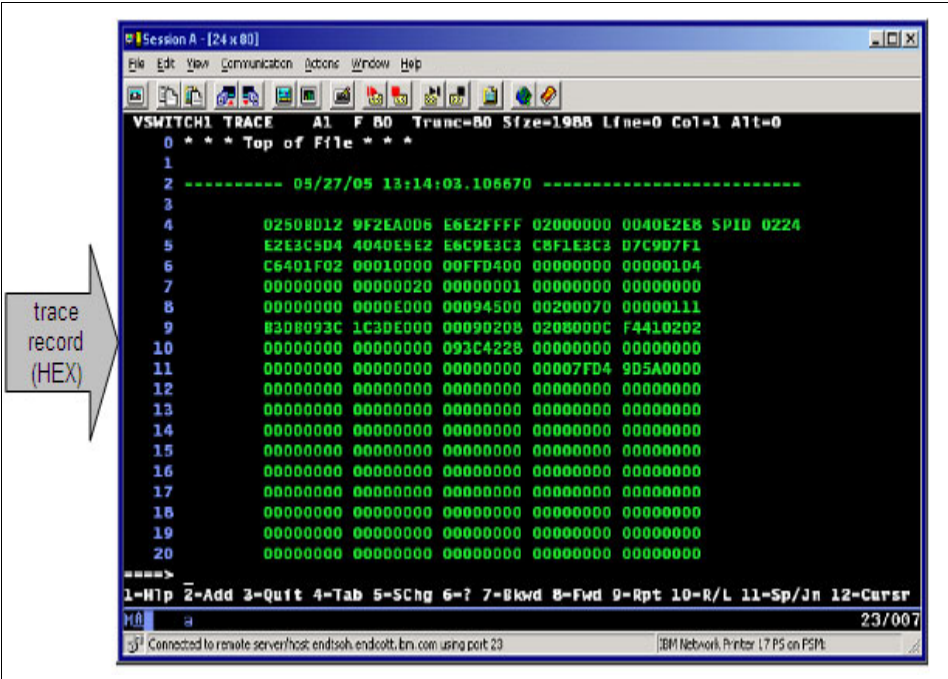 Session A - [24 x 80]
File Edit View Communication Actions Window Help
VSWITCH1 TRACE A1 F 80 Trunc=80 Size=1988 Line=0 Col=1 Alt=0
0 * * * Top of File * * *
1
2 ---------- 05/27/05 13:14:03.106670 --------------------------
3
4 0250BD12 9F2EA0D6 E6E2FFFF 02000000 0040E2E8 SPID 0224
5 E2E3C5D4 4040E5E2 E6C9E3C3 C8F1E3C3 D7C9D7F1
6 C6401F02 00010000 00FFD400 00000000 00000104
7 00000000 00000020 00000001 00000000 00000000
8 00000000 0000E000 00094500 00200070 00000111
9 B3DB093C 1C3DE000 00090208 0208000C F4410202
10 00000000 00000000 093C4228 00000000 00000000
11 00000000 00000000 00000000 00007FD4 9D5A0000
12 00000000 00000000 00000000 00000000 00000000
13 00000000 00000000 00000000 00000000 00000000
14 00000000 00000000 00000000 00000000 00000000
15 00000000 00000000 00000000 00000000 00000000
16 00000000 00000000 00000000 00000000 00000000
17 00000000 00000000 00000000 00000000 00000000
18 00000000 00000000 00000000 00000000 00000000
19 00000000 00000000 00000000 00000000 00000000
20 00000000 00000000 00000000 00000000 00000000
====>
1=Hlp 2=Add 3=Quit 4=Tab 5=SChg 6=? 7=Bkwd 8=Fwd 9=Rpt 10=R/L 11=Sp/Jn 12=Cursr
MA a 23/007
Connected to remote server/host using port 23 IBM Network Printer 17 PS on
trace
record
(HEX)